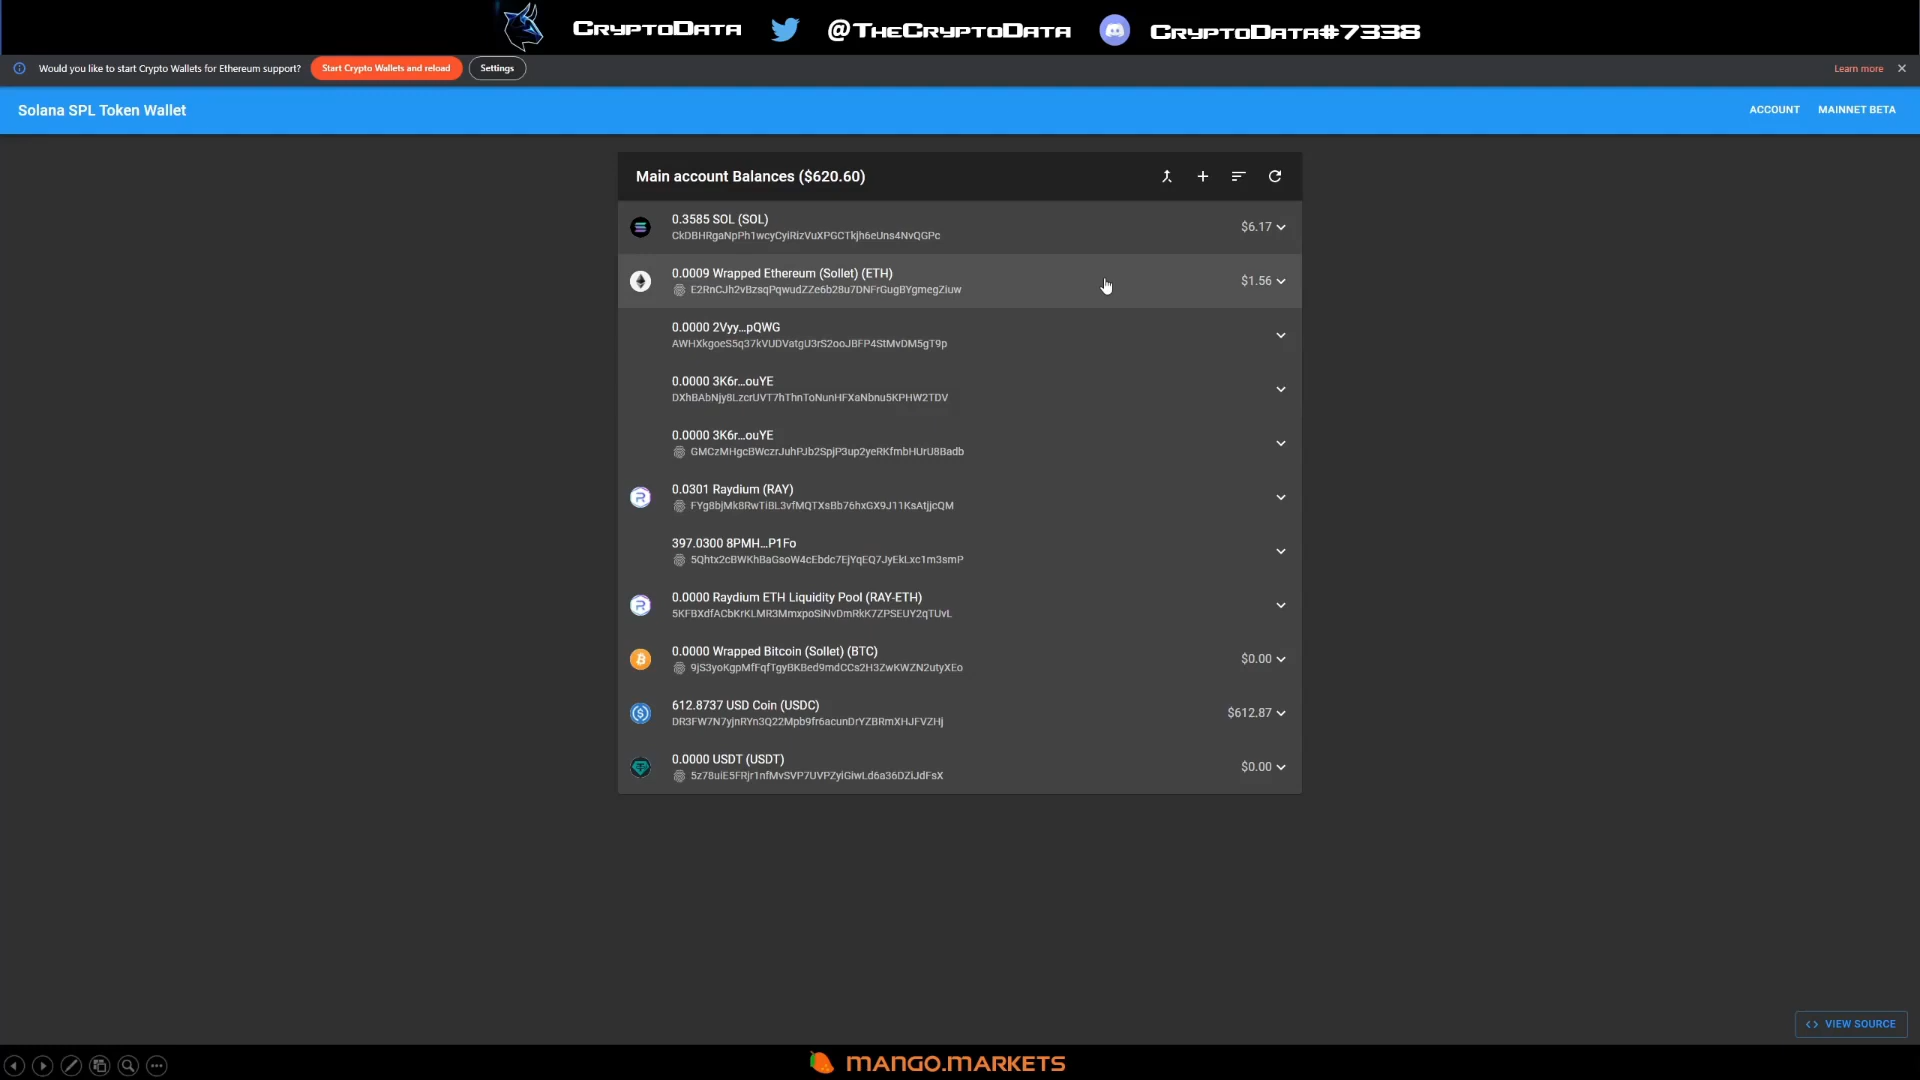 CryptoData @TheCryptoData CryptoData#7338
Would you like to start Crypto Wallets for Ethereum support? Start Crypto Wallets and reload Settings Learn more
Solana SPL Token Wallet ACCOUNT MAINNET BETA
Main account Balances ($620.60)
0.3585 SOL (SOL)
CkDBHRgaNpPh1wcyCyiRizVuXPGCTkjh6eUns4NvQGPc
$6.17
0.0009 Wrapped Ethereum (Sollet) (ETH)
E2RnCJh2vBzsqPqwudZZe6b28u7DNFrGugBYgmegZiuw
$1.56
0.0000 2Vyy...pQWG
AWHXkgoeS5q37kVUDVatgU3rS2ooJBFP4StMvDM5gT9p
0.0000 3K6r...ouYE
DXhBAbNjy8LzcrUVT7hThnToNunHFXaNbnu5KPHW2TDV
0.0000 3K6r...ouYE
GMCzMHgcBWczrJuhPJb2SpjP3up2yeRKfmbHUrU8Badb
0.0301 Raydium (RAY)
FYg8bjMk8RwTiBL3vfMQTXsBb76hxGX9J11KsAtjjcQM
397.0300 8PMH...P1Fo
5Qhtx2cBWKhBaGsoW4cEbdc7EjYqEQ7JyEkLxc1m3smP
0.0000 Raydium ETH Liquidity Pool (RAY-ETH)
5KFBXdfACbKrKLMR3MmxpoSiNvDmRkK7ZPSEUY2qTUvL
0.0000 Wrapped Bitcoin (Sollet) (BTC)
9jS3yoKgpMfFqfTgyBKBed9mdCCs2H3ZwKWZN2utyXEo
$0.00
612.8737 USD Coin (USDC)
DR3FW7N7yjnRYn3Q22Mpb9fr6acunDrYZBRmXHJFVZHj
$612.87
0.0000 USDT (USDT)
5z78uiE5FRjr1nfMvSVP7UVPZyiGiwLd6a36DZiJdFsX
$0.00
VIEW SOURCE
MANGO.MARKETS